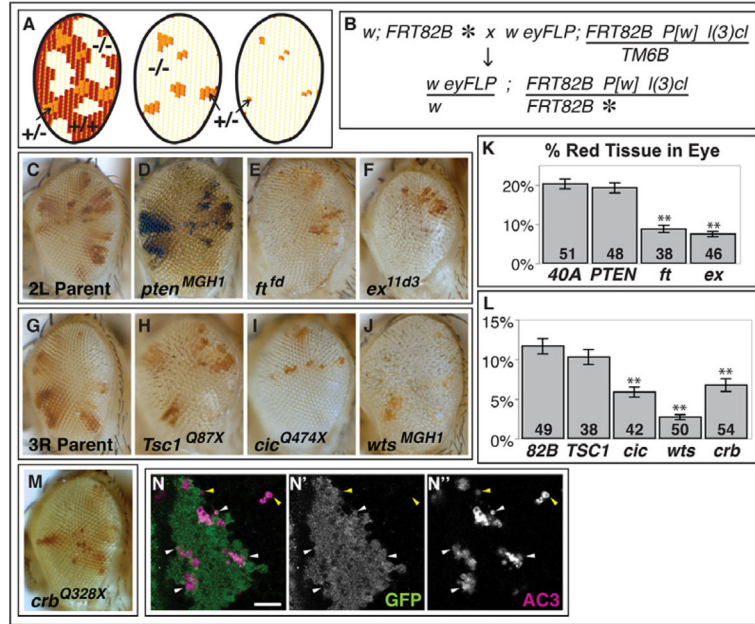 A
-/-
+/-
+/+
-/-
+/-
B
w; FRT82B * x w eyFLP; FRT82B P[w] l(3)cl
TM6B
↓
w eyFLP ; FRT82B P[w] l(3)cl
w FRT82B *
C
2L Parent
D
pten MGH1
E
ft fd
F
ex 11d3
G
3R Parent
H
Tsc1 Q87X
I
cic Q474X
J
wts MGH1
K
% Red Tissue in Eye
20%
10%
0%
** **
51 48 38 46
40A PTEN ft ex
L
15%
10%
5%
0%
** ** **
49 38 42 50 54
82B TSC1 cic wts crb
M
crb Q328X
N
N'
GFP
N''
AC3